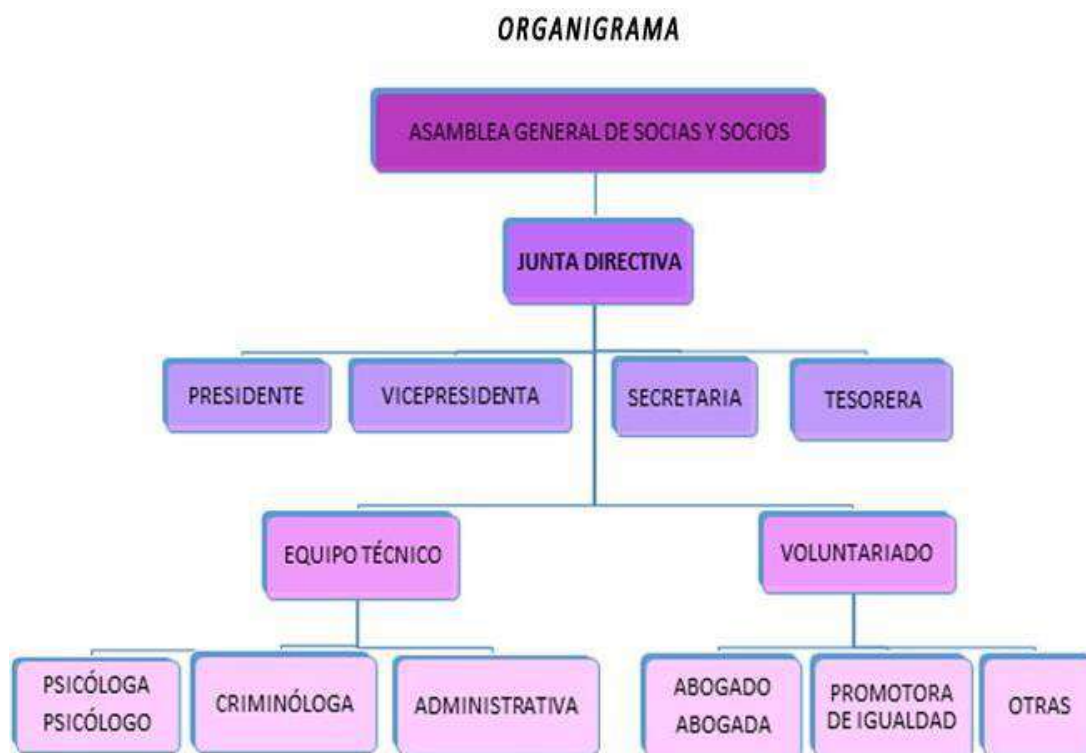 ORGANIGRAMA
ASAMBLEA GENERAL DE SOCIAS Y SOCIOS
JUNTA DIRECTIVA
PRESIDENTE
VICEPRESIDENTA
SECRETARIA
TESORERA
EQUIPO TÉCNICO
VOLUNTARIADO
PSICÓLOGA
PSICÓLOGO
CRIMINÓLOGA
ADMINISTRATIVA
ABOGADO
ABOGADA
PROMOTORA
DE IGUALDAD
OTRAS